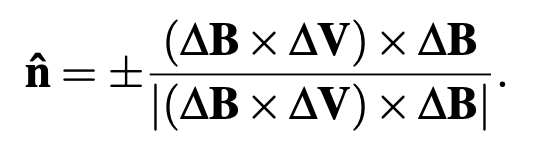 n̂ = ± (ΔB × ΔV) × ΔB / |(ΔB × ΔV) × ΔB| .